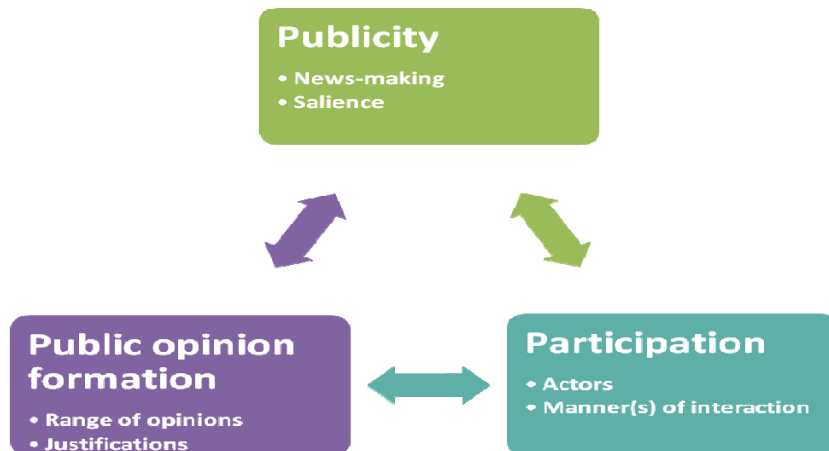 Publicity
• News-making
• Salience
Public opinion
formation
• Range of opinions
• Justifications
Participation
• Actors
• Manner(s) of interaction